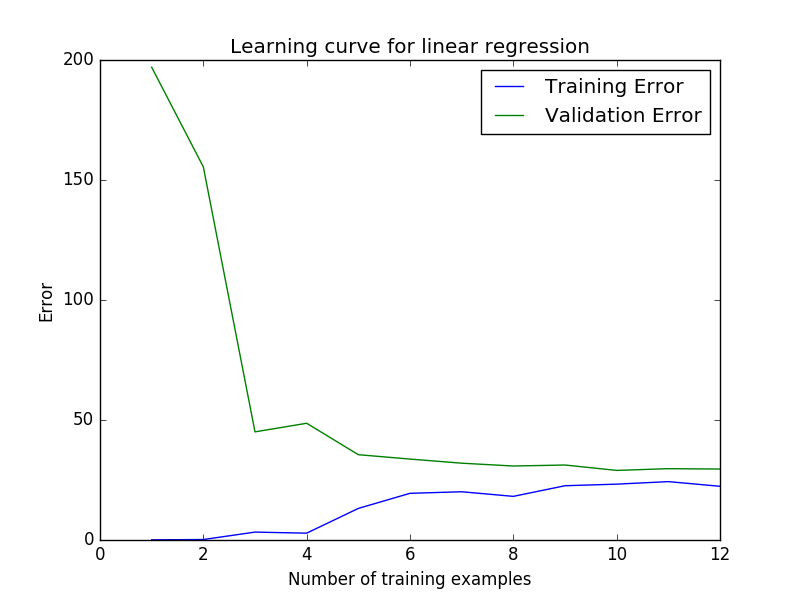 Learning curve for linear regression
Training Error
Validation Error
200
150
100
50
0
Error
0 2 4 6 8 10 12
Number of training examples